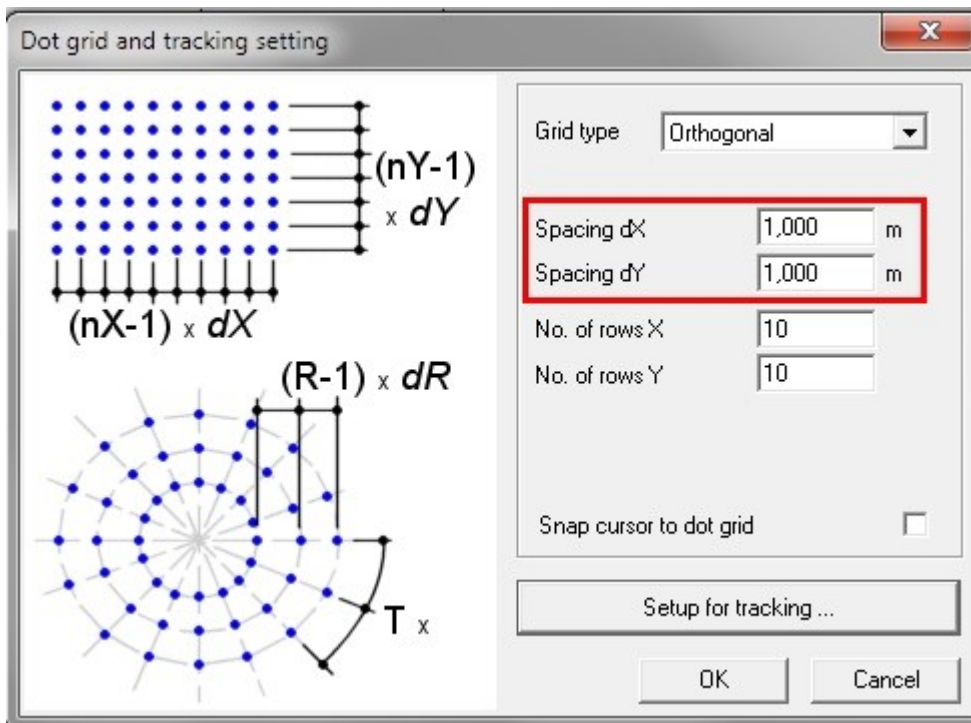 Dot grid and tracking setting
(nY-1)
x dY
(nX-1) x dX
(R-1) x dR
T x
Grid type Orthogonal
Spacing dX 1,000 m
Spacing dY 1,000 m
No. of rows X 10
No. of rows Y 10
Snap cursor to dot grid
Setup for tracking ...
OK Cancel